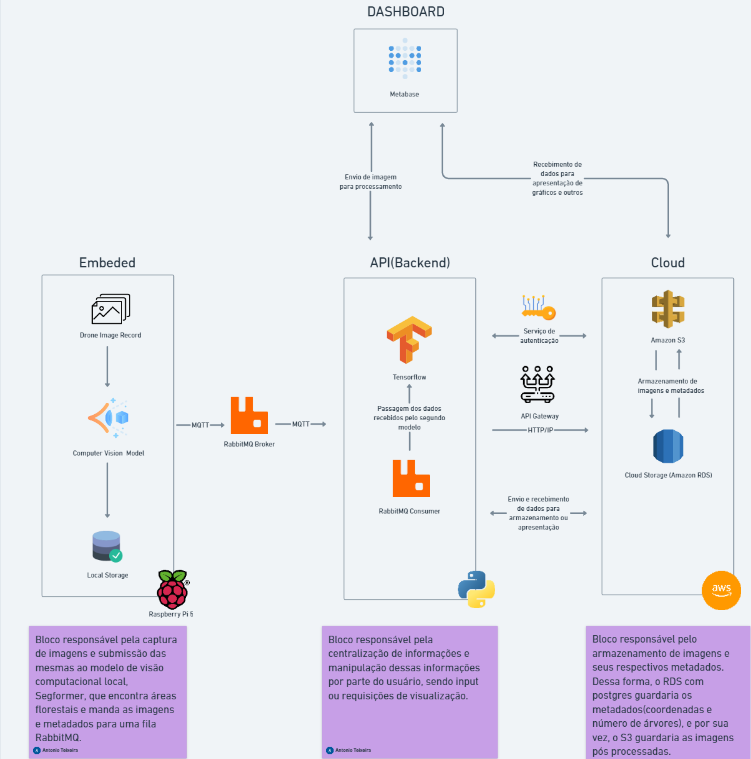 DASHBOARD
Metabase
Envio de imagem
para processamento
Recebimento de
dados para
apresentação de
gráficos e outros
Embeded
API(Backend)
Cloud
Drone Image Record
Computer Vision Model
Local Storage
Raspberry Pi 5
MQTT
RabbitMQ Broker
MQTT
Tensorflow
Passagem dos dados
recebidos pelo segundo
modelo
RabbitMQ Consumer
Serviço de
autenticação
API Gateway
HTTP/IP
Envio e recebimento
de dados para
armazenamento ou
apresentação
Amazon S3
Armazenamento de
imagens e metadados
Cloud Storage (Amazon RDS)
aws
Bloco responsável pela captura
de imagens e submissão das
mesmas ao modelo de visão
computacional local,
Segformer, que encontra áreas
florestais e manda as imagens
e metadados para uma fila
RabbitMQ.
Antonio Teixeira
Bloco responsável pela
centralização de informações e
manipulação dessas informações
por parte do usuário, sendo input
ou requisições de visualização.
Antonio Teixeira
Bloco responsável pelo
armazenamento de imagens e
seus respectivos metadados.
Dessa forma, o RDS com
postgres guardaria os
metadados(coordenadas e
número de árvores), e por sua
vez, o S3 guardaria as imagens
pós processadas.